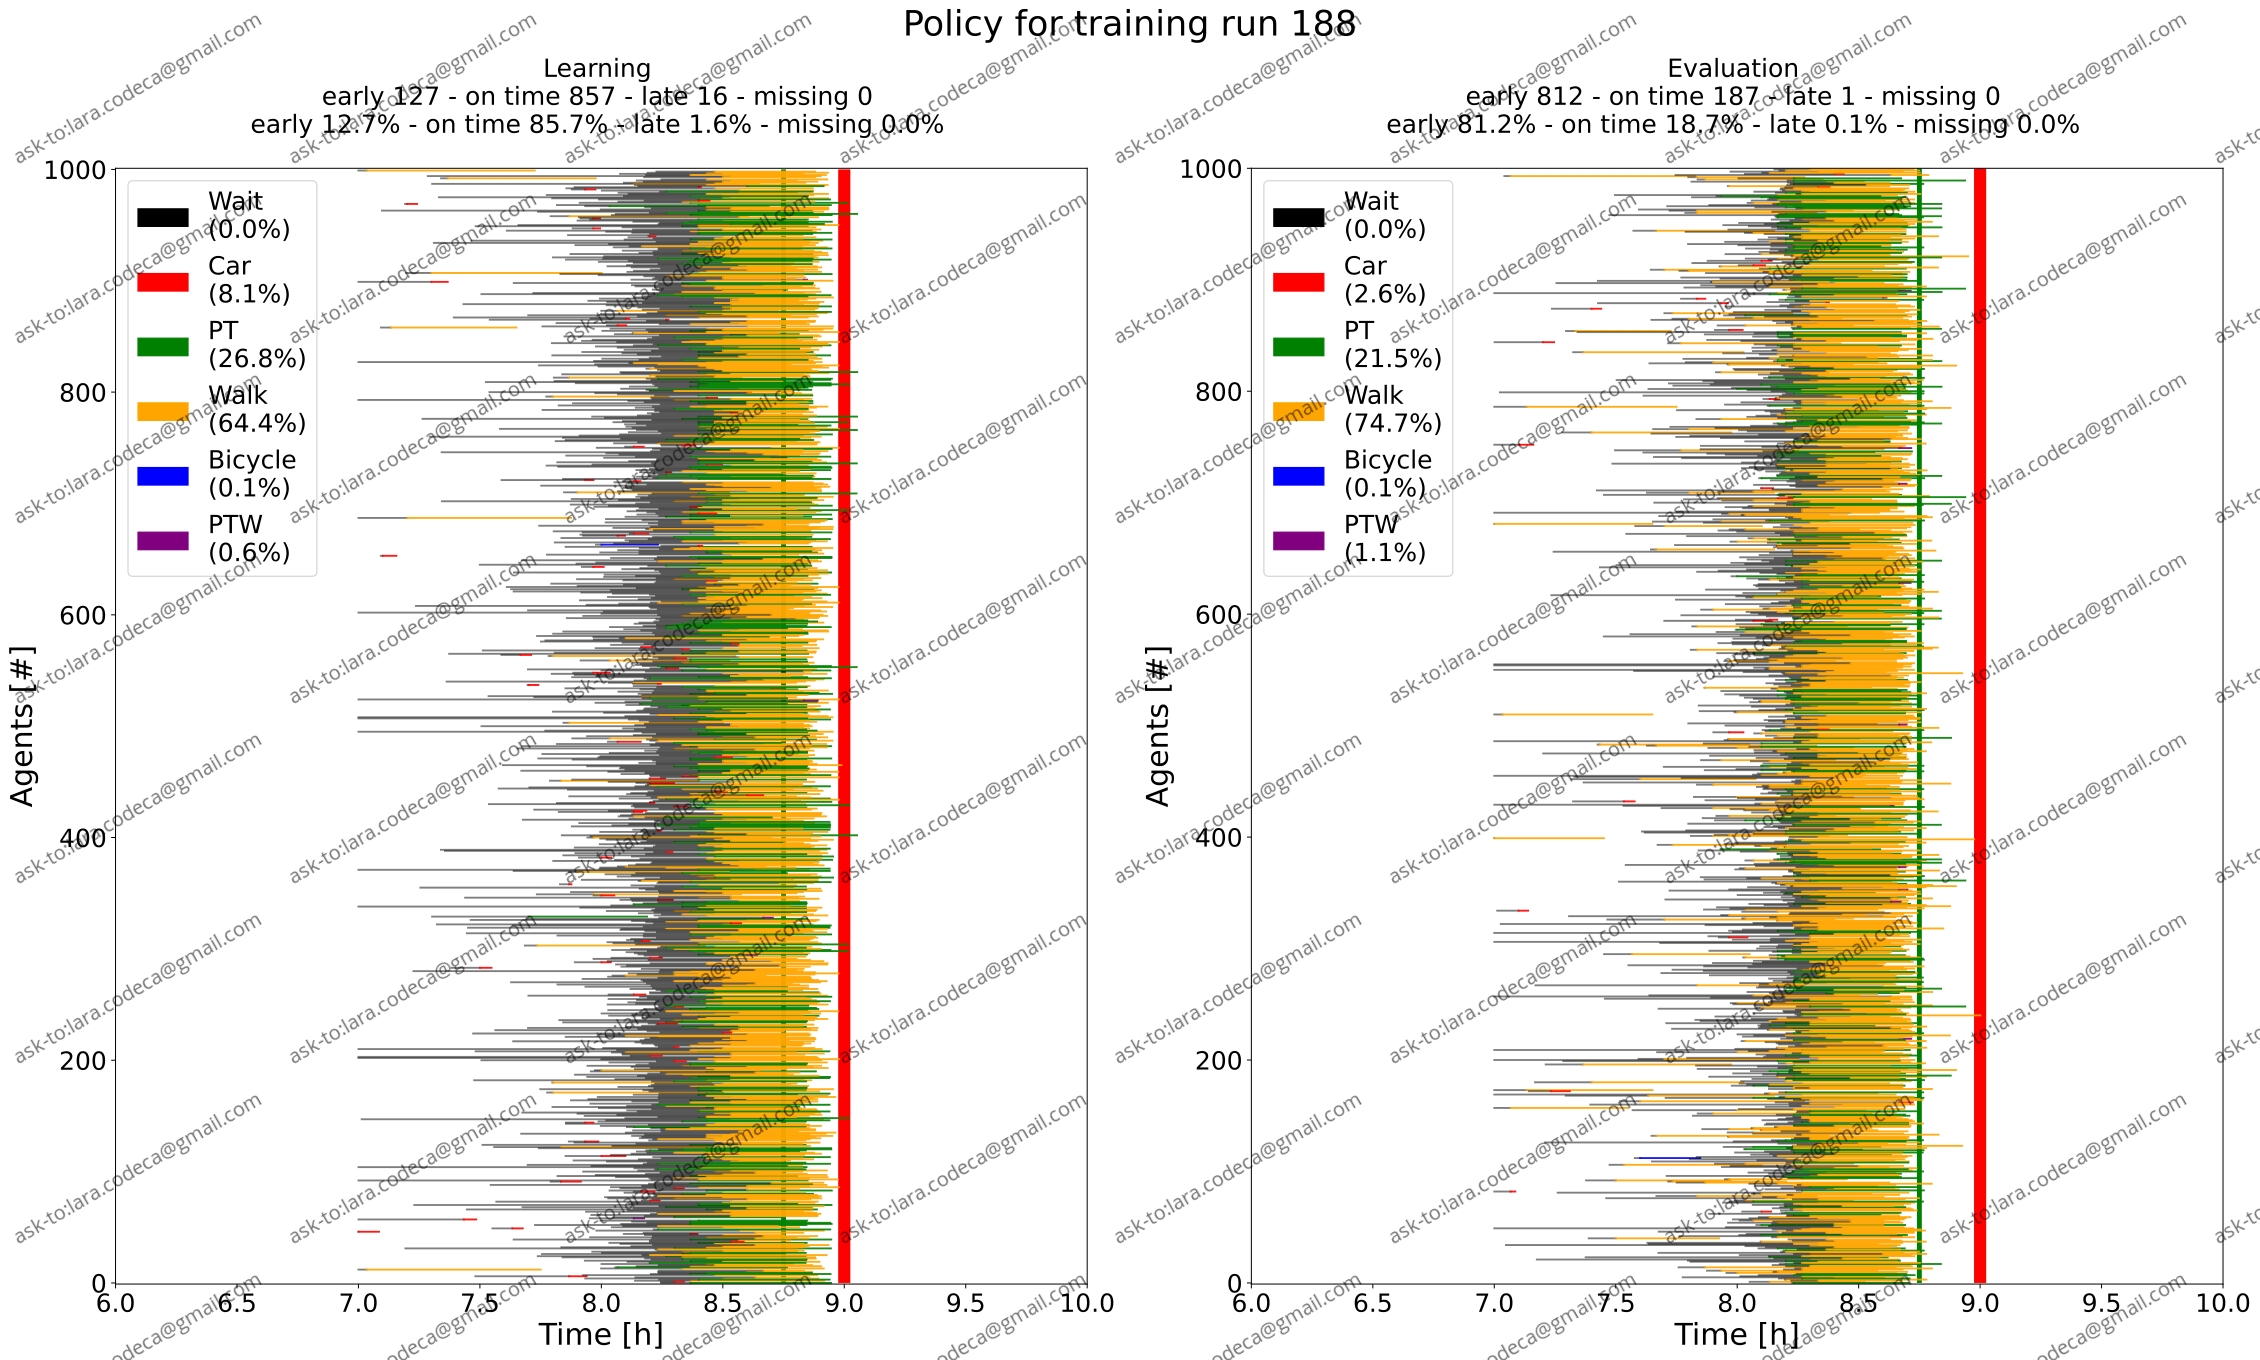 Policy for training run 188
Learning
early 127 - on time 857 - late 16 - missing 0
early 12.7% - on time 85.7% - late 1.6% - missing 0.0%
Wait
(0.0%)
Car
(8.1%)
PT
(26.8%)
Walk
(64.4%)
Bicycle
(0.1%)
PTW
(0.6%)
Agents [#]
1000
800
600
400
200
0
6.0 6.5 7.0 7.5 8.0 8.5 9.0 9.5 10.0
Time [h]
Evaluation
early 812 - on time 187 - late 1 - missing 0
early 81.2% - on time 18.7% - late 0.1% - missing 0.0%
Wait
(0.0%)
Car
(2.6%)
PT
(21.5%)
Walk
(74.7%)
Bicycle
(0.1%)
PTW
(1.1%)
Agents [#]
1000
800
600
400
200
0
6.0 6.5 7.0 7.5 8.0 8.5 9.0 9.5 10.0
Time [h]
ask-to:lara.codeca@gmail.com